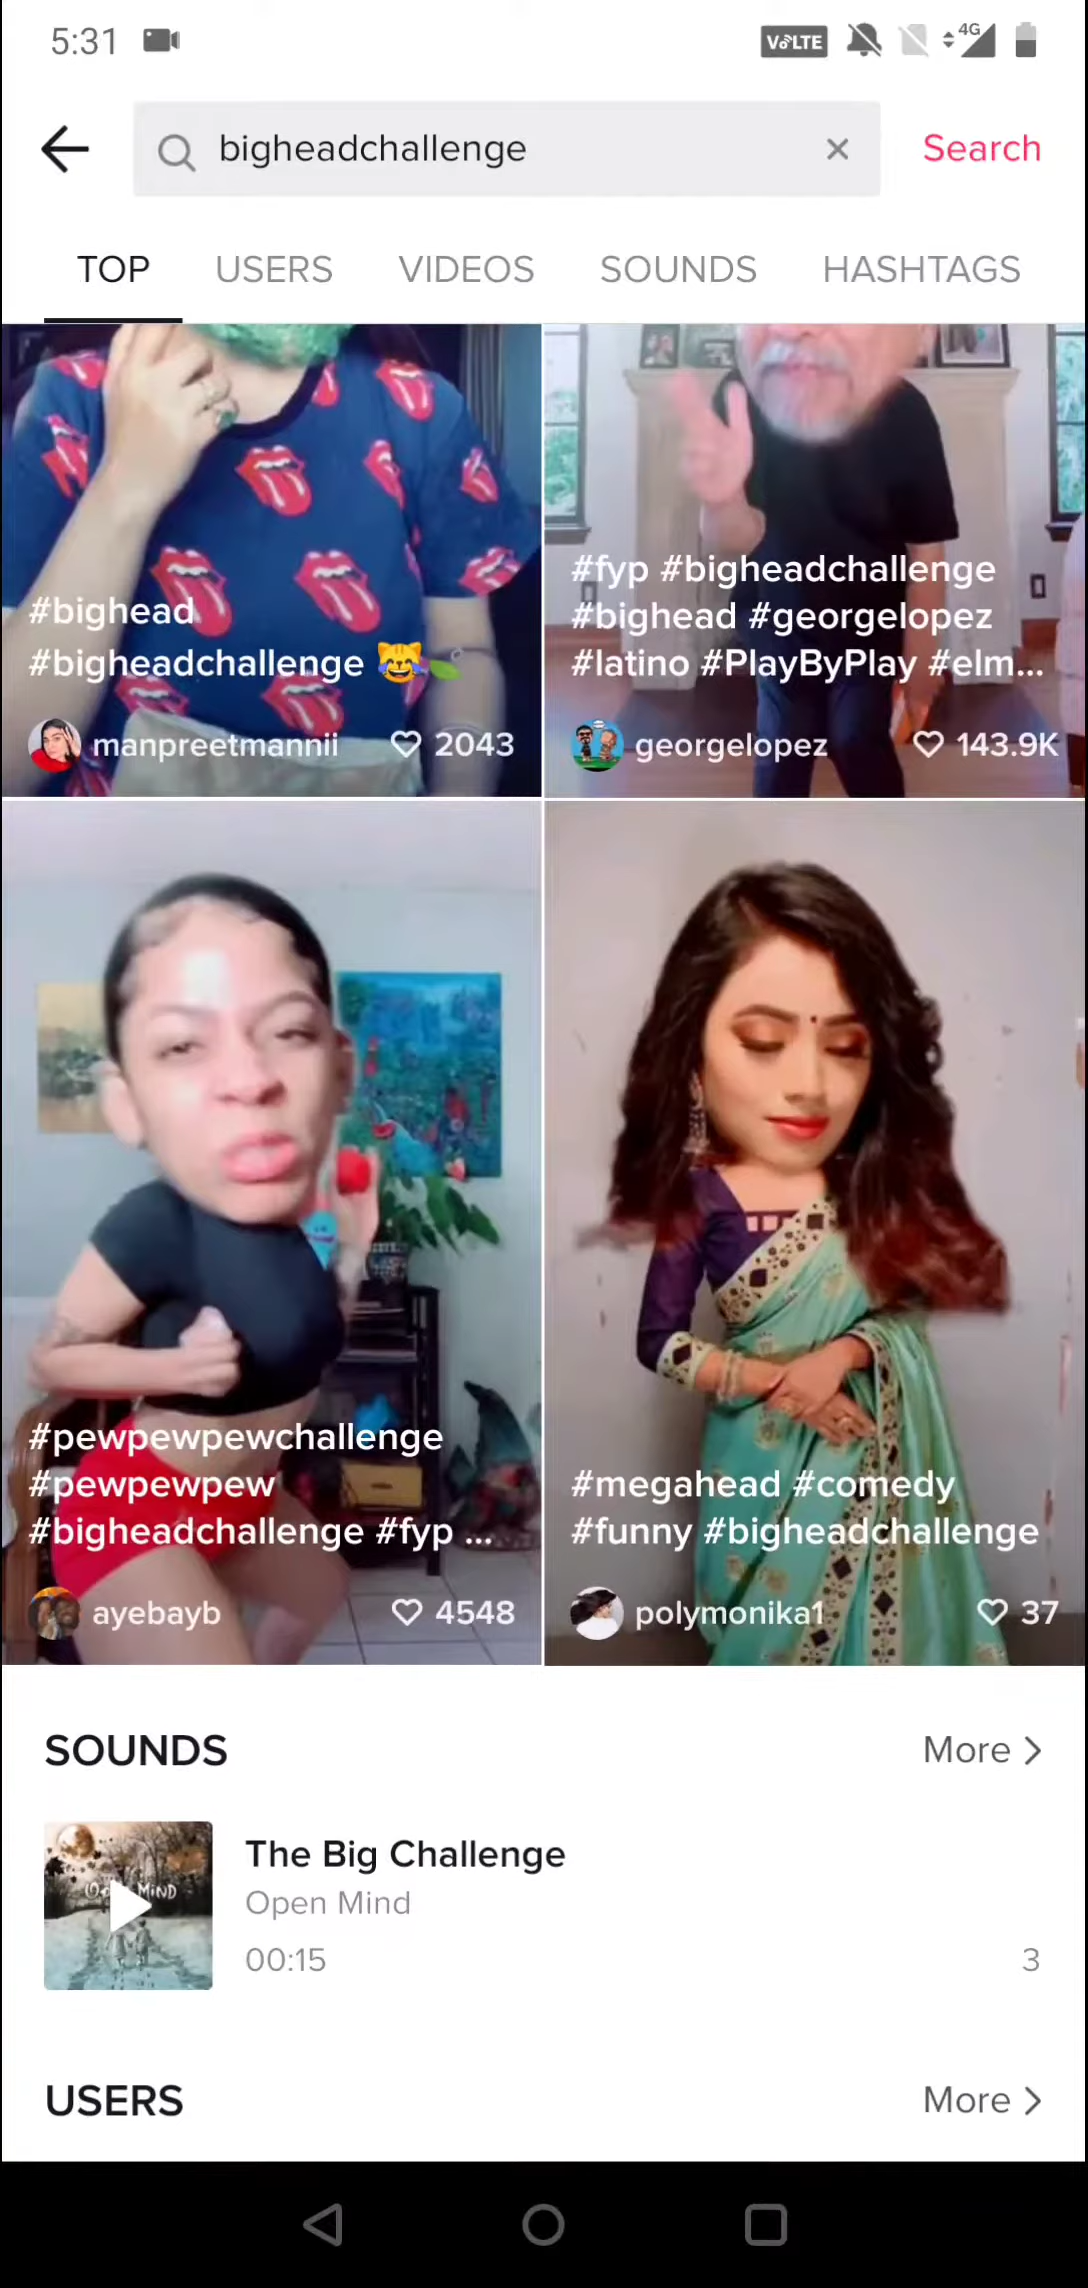 5:31
VoLTE 4G
bigheadchallenge
Search
TOP USERS VIDEOS SOUNDS HASHTAGS
#bighead
#bigheadchallenge 😹
manpreetmannii 2043
#fyp #bigheadchallenge
#bighead #georgelopez
#latino #PlayByPlay #elm...
georgelopez 143.9K
#pewpewpewchallenge
#pewpewpew
#bigheadchallenge #fyp ...
ayebayb 4548
#megahead #comedy
#funny #bigheadchallenge
polymonika1 37
SOUNDS More
MIND
The Big Challenge
Open Mind
00:15 3
USERS More